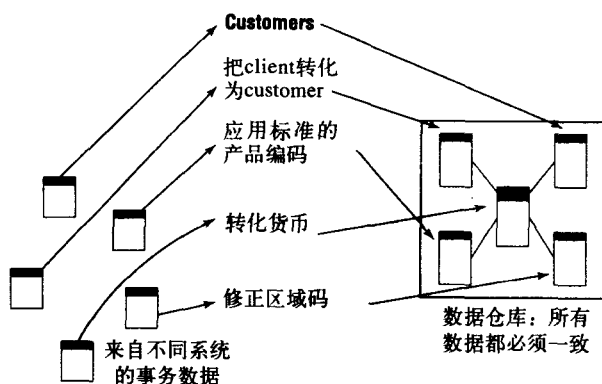 Customers
把client转化
为customer
应用标准的
产品编码
转化货币
修正区域码
来自不同系统
的事务数据
数据仓库：所有
数据都必须一致